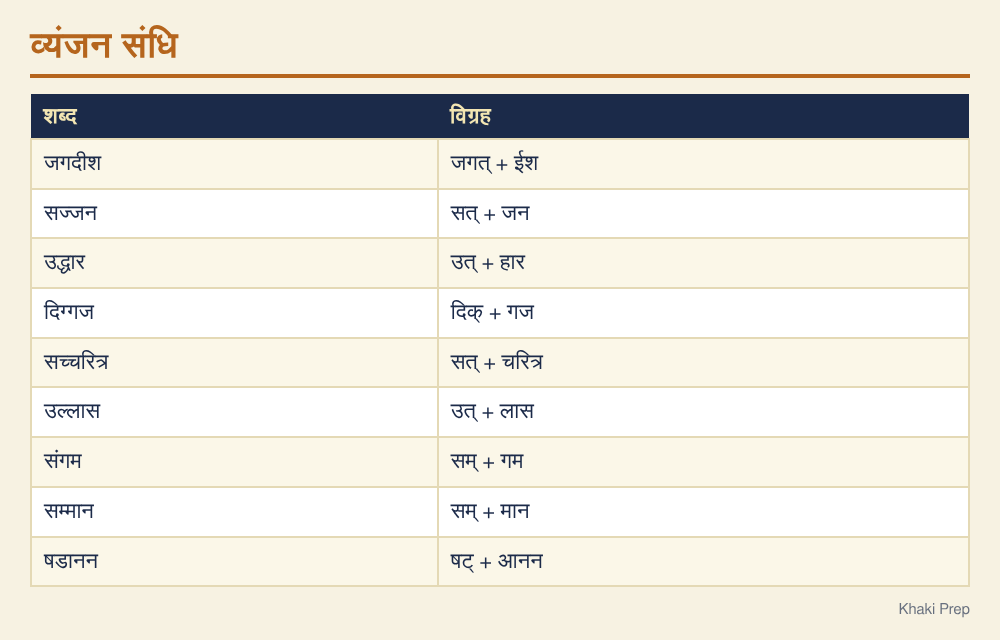 व्यंजन संधि
शब्द विग्रह
जगदीश जगत् + ईश
सज्जन सत् + जन
उद्धार उत् + हार
दिग्गज दिक् + गज
सच्चरित्र सत् + चरित्र
उल्लास उत् + लास
संगम सम् + गम
सम्मान सम् + मान
षडानन षट् + आनन
Khaki Prep